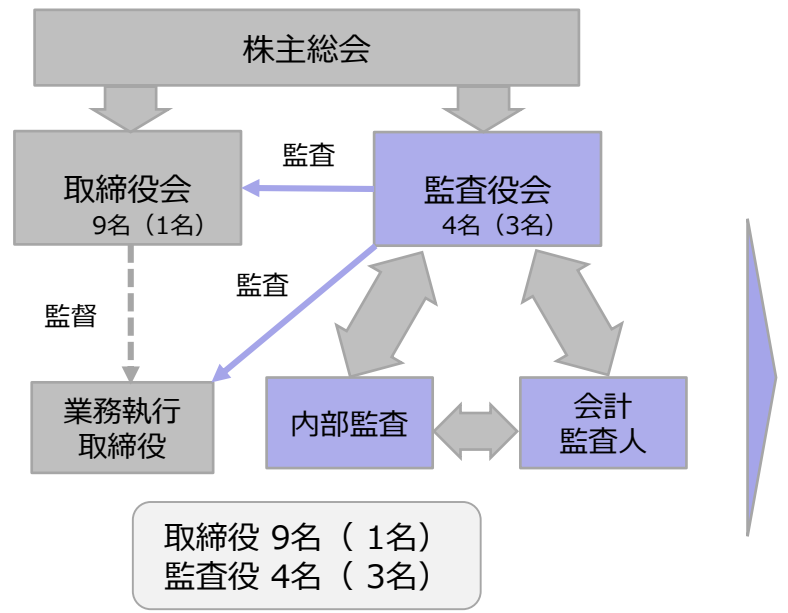 株主総会
取締役会
9名（1名）
監査
監査役会
4名（3名）
監査
監督
業務執行
取締役
内部監査
会計
監査人
取締役 9名（ 1名）
監査役 4名（ 3名）